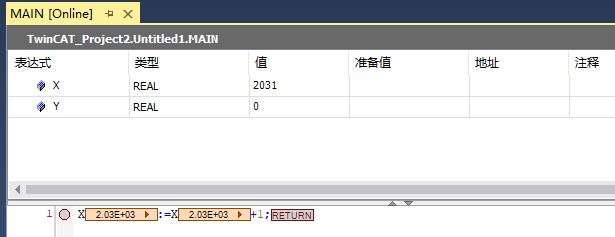 MAIN [Online]
TwinCAT_Project2.Untitled1.MAIN
表达式 类型 值 准备值 地址 注释
X REAL 2031
Y REAL 0
1 X 2.03E+03 :=X 2.03E+03 +1;RETURN